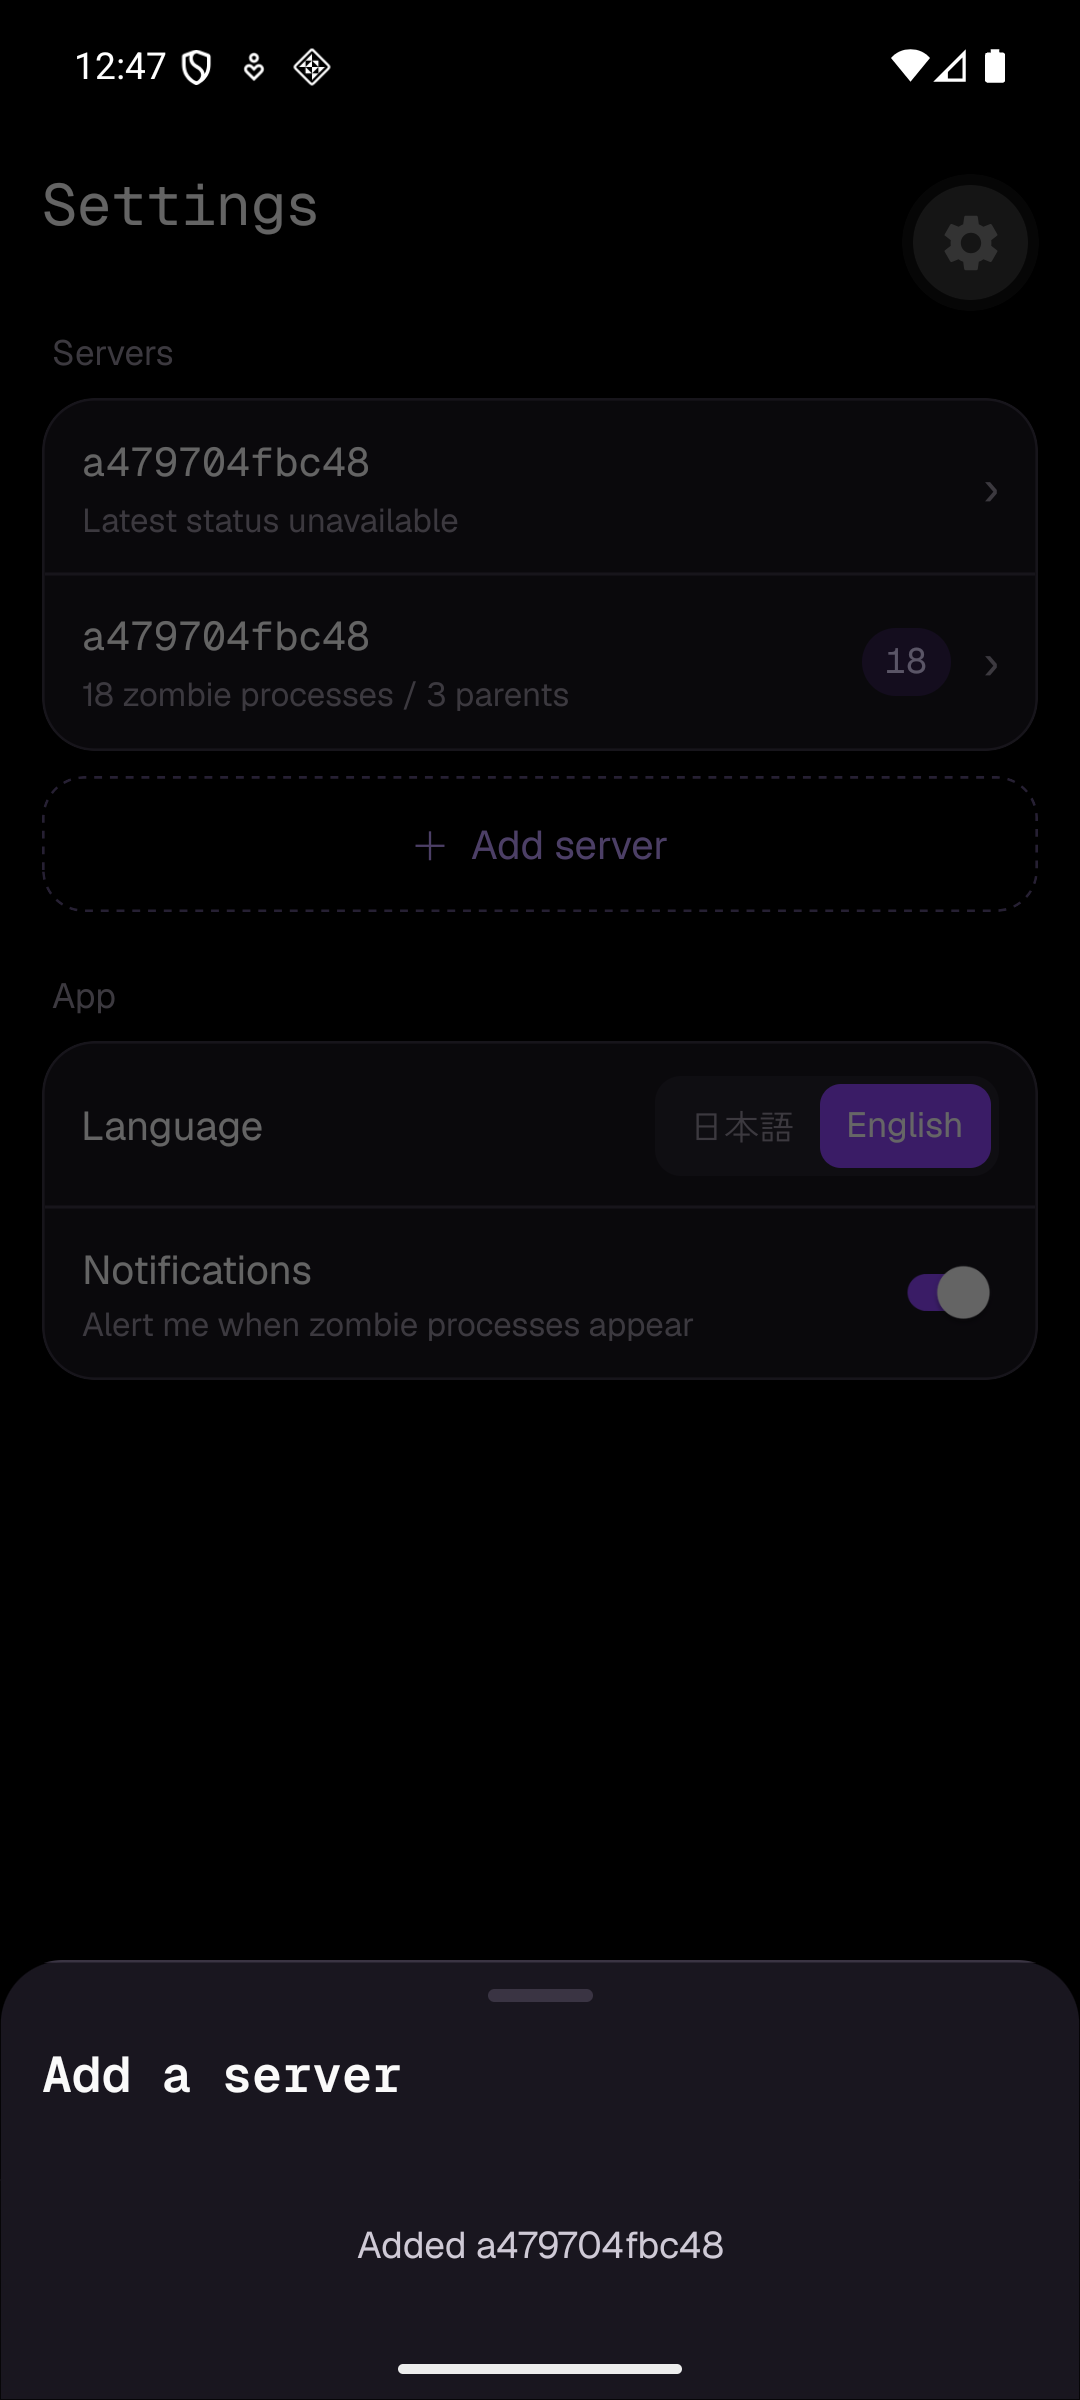 12:47
Settings
Servers
a479704fbc48
Latest status unavailable
a479704fbc48
18 zombie processes / 3 parents
18
+ Add server
App
Language
日本語
English
Notifications
Alert me when zombie processes appear
Add a server
Added a479704fbc48